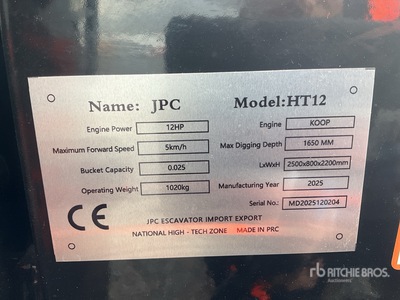 Name: JPC Model:HT12
Engine Power 12HP Engine KOOP
Maximum Forward Speed 5km/h Max Digging Depth 1650 MM
Bucket Capacity 0.025 LxWxH 2500x800x2200mm
Operating Weight 1020kg Manufacturing Year 2025
Serial No.: MD2025120204
CE
JPC ESCAVATOR IMPORT EXPORT
NATIONAL HIGH - TECH ZONE MADE IN PRC
rb RITCHIE BROS.
Auctioneers